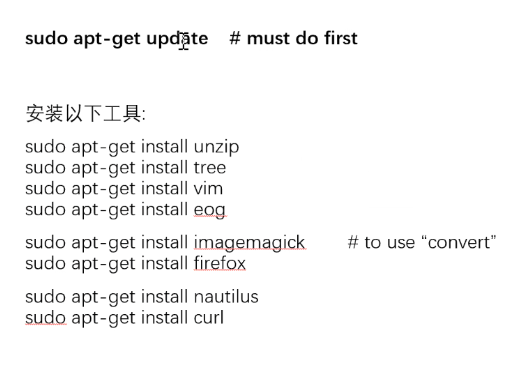 sudo apt-get update    # must do first
安装以下工具:
sudo apt-get install unzip
sudo apt-get install tree
sudo apt-get install vim
sudo apt-get install eog
sudo apt-get install imagemagick        # to use “convert”
sudo apt-get install firefox
sudo apt-get install nautilus
sudo apt-get install curl